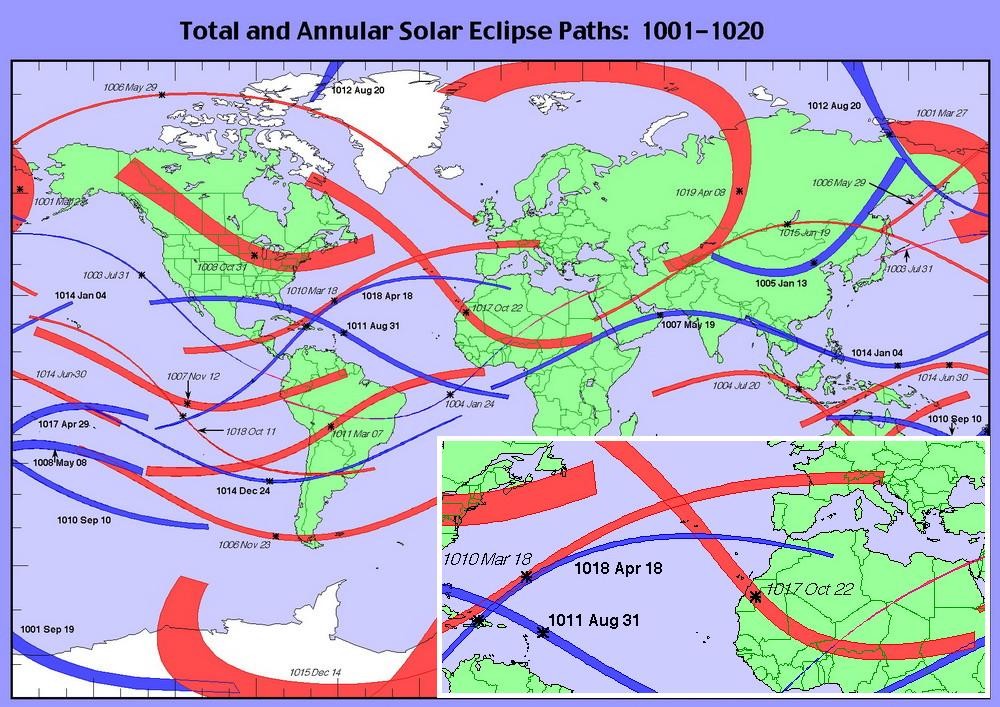 Total and Annular Solar Eclipse Paths: 1001–1020
1006 May 29
1012 Aug 20
1012 Aug 20
1001 Mar 27
1006 May 29
1001 Mar 27
1019 Apr 08
1015 Jun 19
1003 Jul 31
1008 Oct 31
1003 Jul 31
1005 Jan 13
1014 Jan 04
1010 Mar 18
1018 Apr 18
1017 Oct 22
1011 Aug 31
1007 May 19
1014 Jan 04
1014 Jun 30
1007 Nov 12
1004 Jul 20
1014 Jun 30
1004 Jan 24
1017 Apr 29
1018 Oct 11
1011 Mar 07
1010 Sep 10
1008 May 08
1014 Dec 24
1010 Sep 10
1006 Nov 23
1010 Mar 18
1018 Apr 18
1017 Oct 22
1011 Aug 31
1001 Sep 19
1015 Dec 14